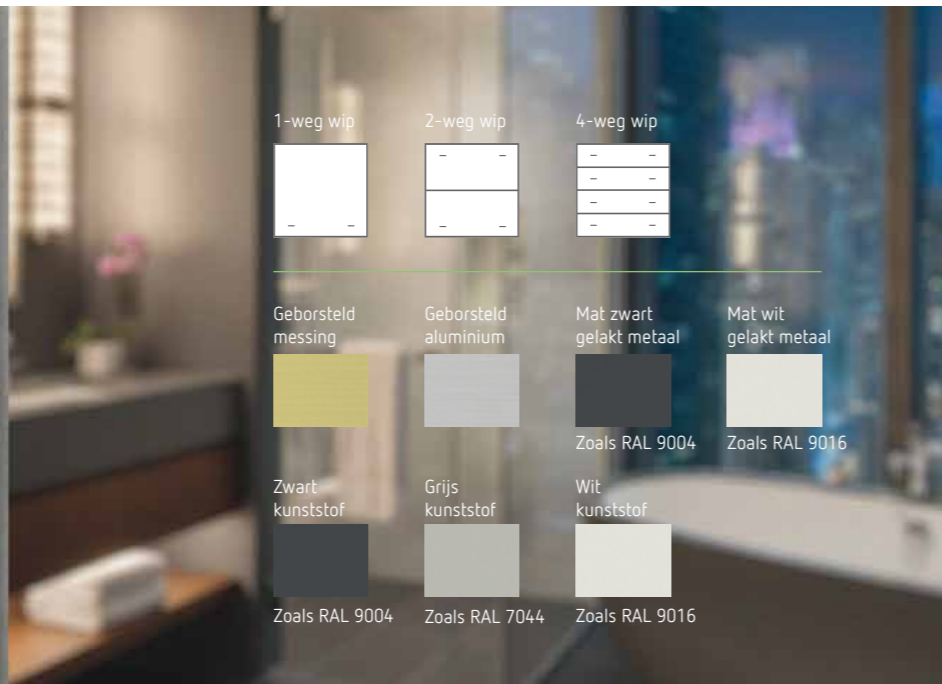 1-weg wip
2-weg wip
4-weg wip
Geborsteld
messing
Geborsteld
aluminium
Mat zwart
gelakt metaal
Zoals RAL 9004
Mat wit
gelakt metaal
Zoals RAL 9016
Zwart
kunststof
Zoals RAL 9004
Grijs
kunststof
Zoals RAL 7044
Wit
kunststof
Zoals RAL 9016